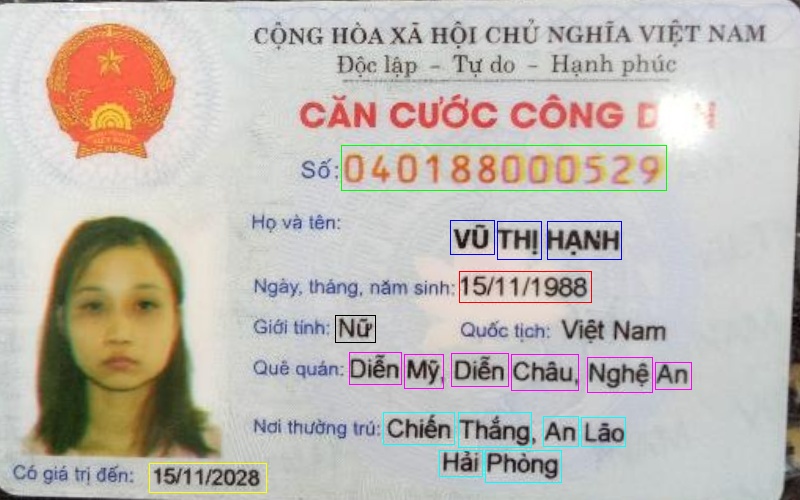 CỘNG HÒA XÃ HỘI CHỦ NGHĨA VIỆT NAM
Độc lập - Tự do - Hạnh phúc
CĂN CƯỚC CÔNG
Số: 040188000529
Họ và tên: VŨ THỊ HẠNH
Ngày, tháng, năm sinh: 15/11/1988
Giới tính: Nữ Quốc tịch: Việt Nam
Quê quán: Diễn Mỹ, Diễn Châu, Nghệ An
Nơi thường trú: Chiến Thắng, An Lão
Hải Phòng
Có giá trị đến: 15/11/2028